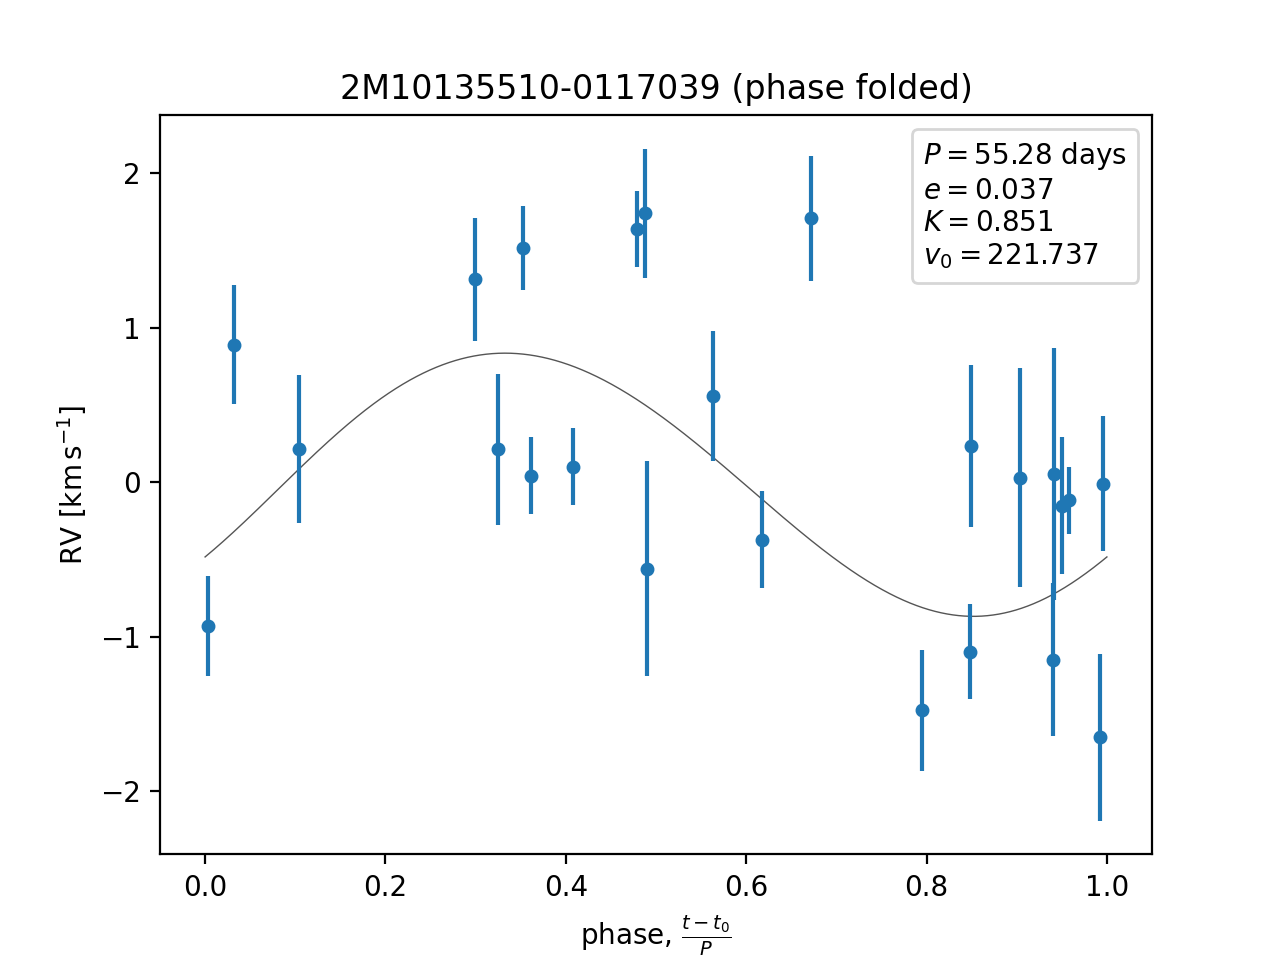 2M10135510-0117039 (phase folded)
P = 55.28 days
e = 0.037
K = 0.851
v₀ = 221.737
RV [km s⁻¹]
2
1
0
−1
−2
0.0 0.2 0.4 0.6 0.8 1.0
phase, (t − t₀)/P